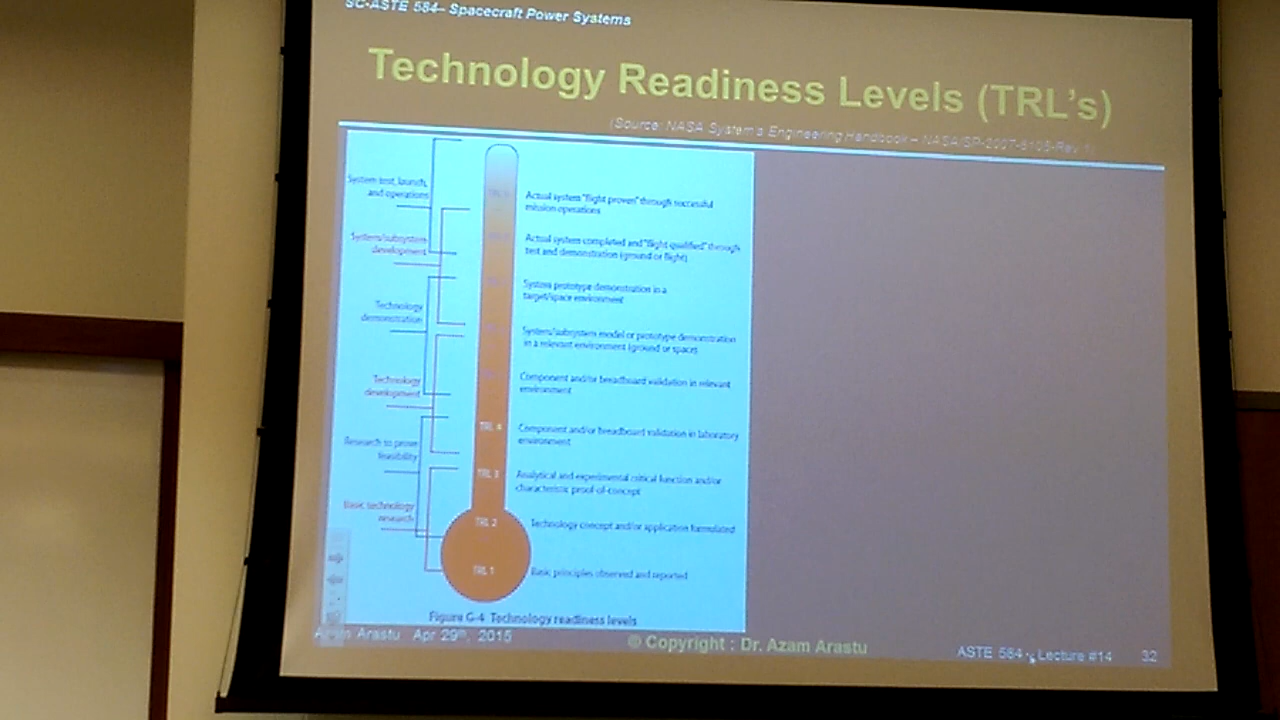 SC-ASTE 584– Spacecraft Power Systems
Technology Readiness Levels (TRL's)
(Source: NASA Systems Engineering Handbook – NASA/SP-2007-6105-Rev 1)
System test, launch,
and operations
System/subsystem
development
Technology
demonstration
Technology
development
Research to prove
feasibility
Basic technology
research
Actual system "flight proven" through successful
mission operations
Actual system completed and "flight qualified" through
test and demonstration (ground or flight)
System prototype demonstration in a
target/space environment
System/subsystem model or prototype demonstration
in a relevant environment (ground or space)
Component and/or breadboard validation in relevant
environment
TRL 4
Component and/or breadboard validation in laboratory
environment
TRL 3
Analytical and experimental critical function and/or
characteristic proof-of-concept
TRL 2
Technology concept and/or application formulated
TRL 1
Basic principles observed and reported
Figure G-4 Technology readiness levels
Azam Arastu Apr 29th, 2015
© Copyright : Dr. Azam Arastu
ASTE 584 - Lecture #14
32